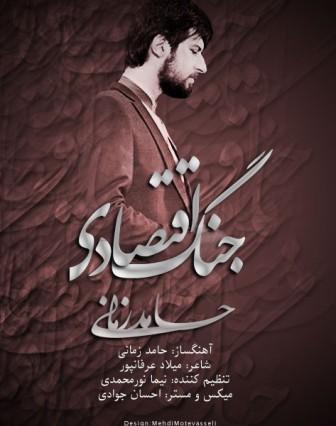 جنگ اقتصادی
حامد زمانی
آهنگساز: حامد زمانی
شاعر: میلاد عرفانپور
تنظیم کننده: نیما نورمحمدی
میکس و مستر: احسان جوادی
Design:MehdiMotevasseli